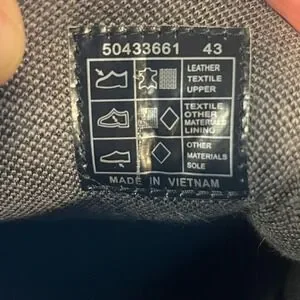 50433661 43
LEATHER
TEXTILE
UPPER
TEXTILE
OTHER
MATERIALS
LINING
OTHER
MATERIALS
SOLE
MADE IN VIETNAM